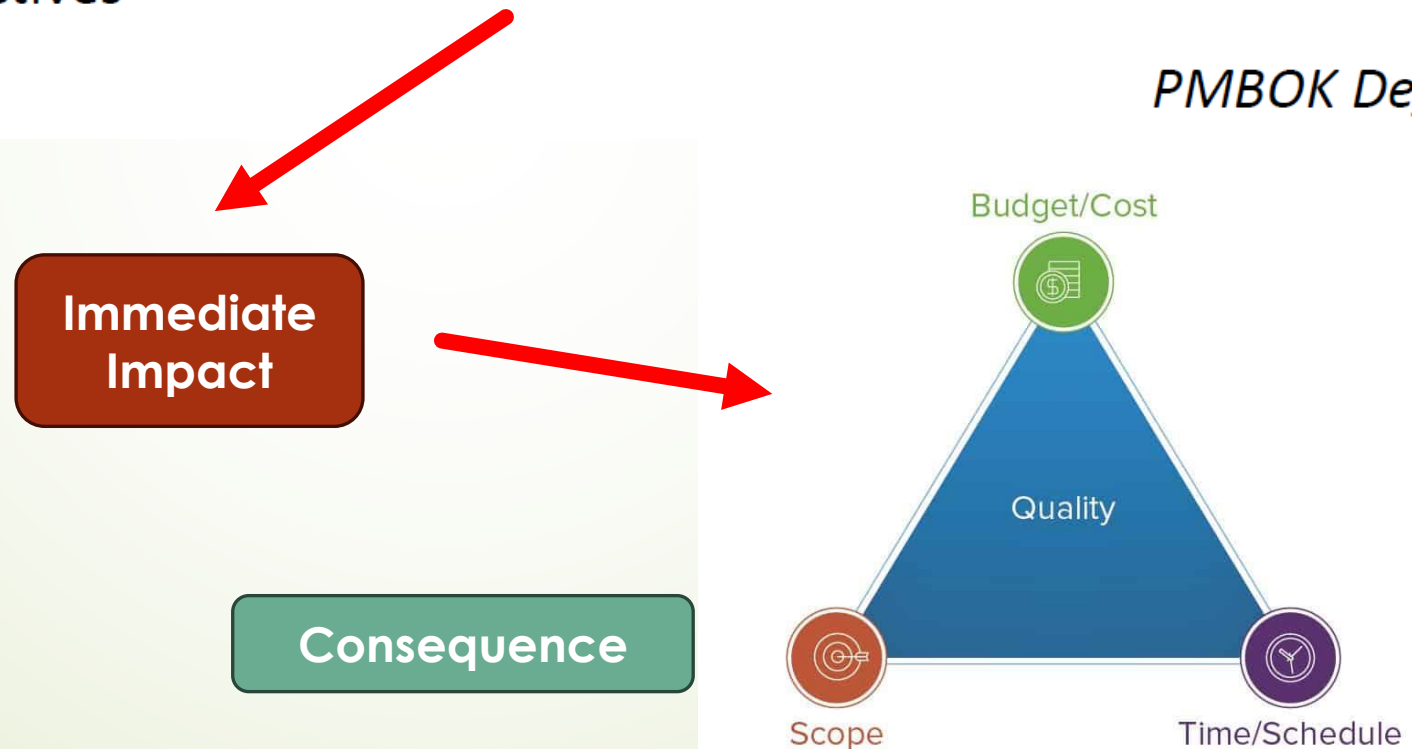 PMBOK De
Budget/Cost
Immediate
Impact
Quality
Consequence
Scope
Time/Schedule